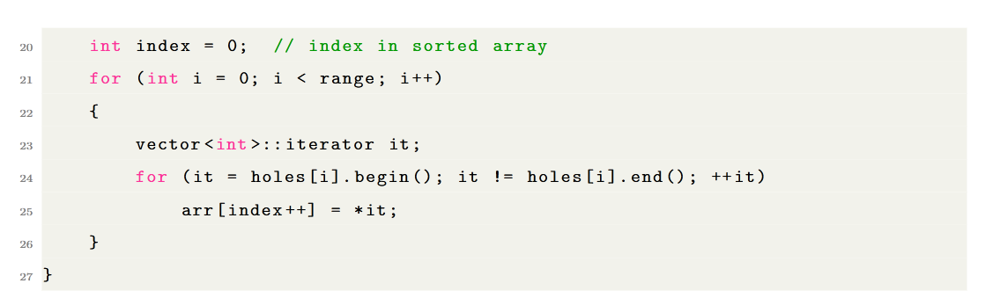 20     int index = 0;  // index in sorted array
21     for (int i = 0; i < range; i++)
22     {
23         vector<int>::iterator it;
24         for (it = holes[i].begin(); it != holes[i].end(); ++it)
25             arr[index++] = *it;
26     }
27 }